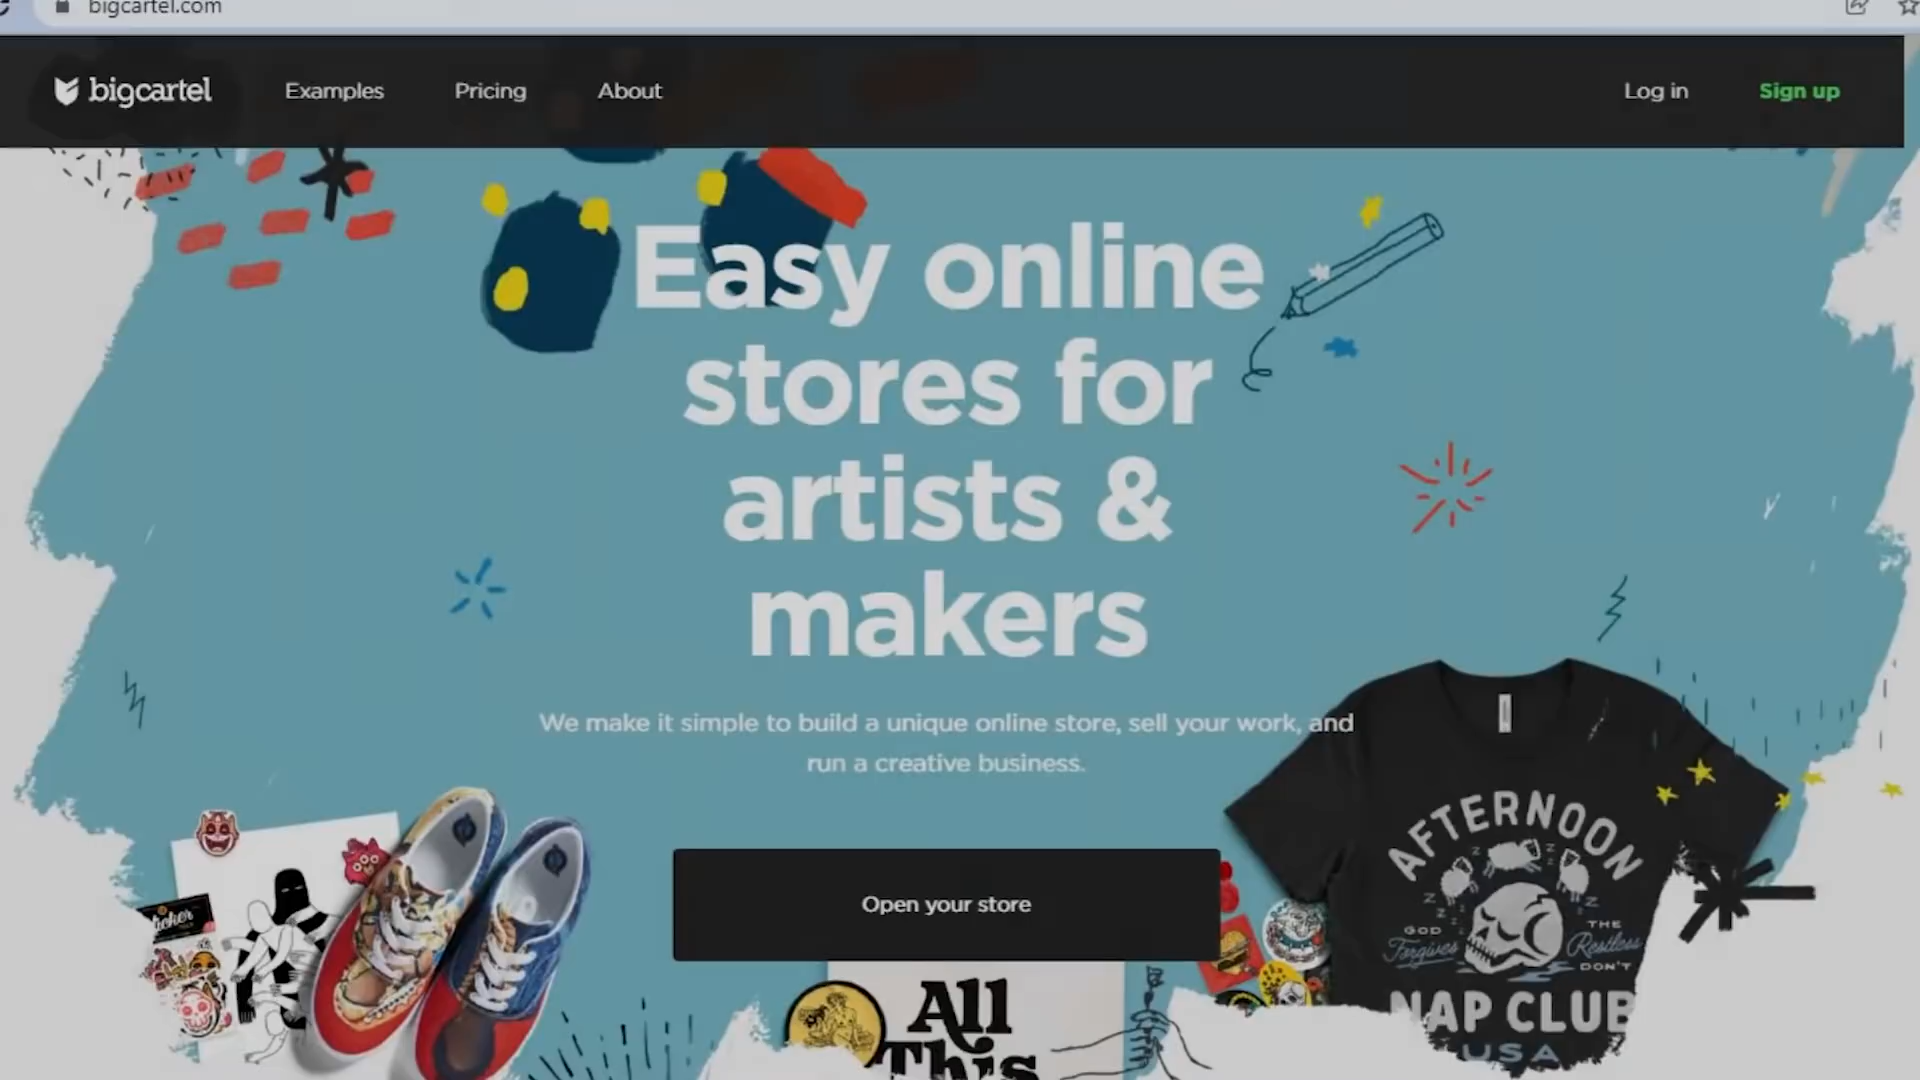 bigcartel.com
bigcartel Examples Pricing About Log in Sign up
Easy online
stores for
artists &
makers
We make it simple to build a unique online store, sell your work, and
run a creative business.
Open your store
AFTERNOON
GOD THE
Forgives Restless
DON'T
NAP CLUB
USA
All
This